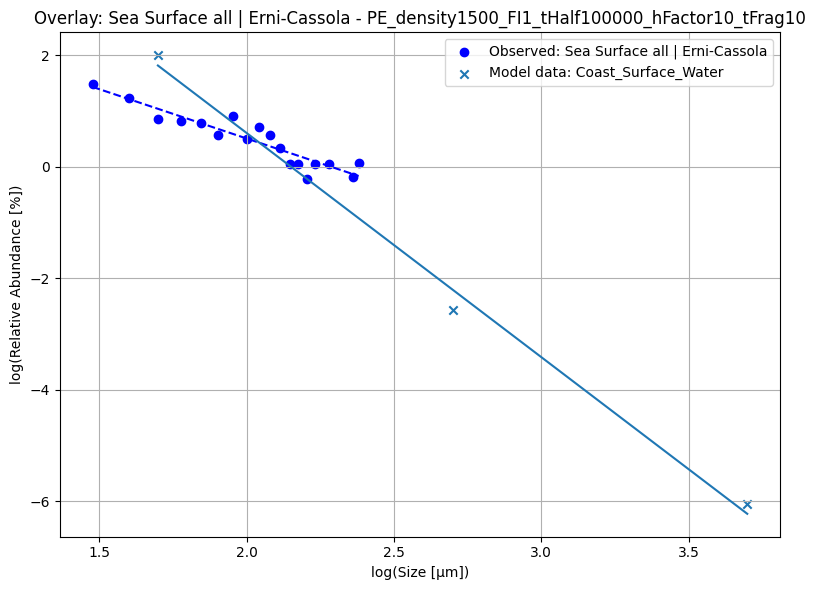 Overlay: Sea Surface all | Erni-Cassola - PE_density1500_FI1_tHalf100000_hFactor10_tFrag10
Observed: Sea Surface all | Erni-Cassola
Model data: Coast_Surface_Water
log(Relative Abundance [%])
2
0
−2
−4
−6
1.5
2.0
2.5
3.0
3.5
log(Size [μm])